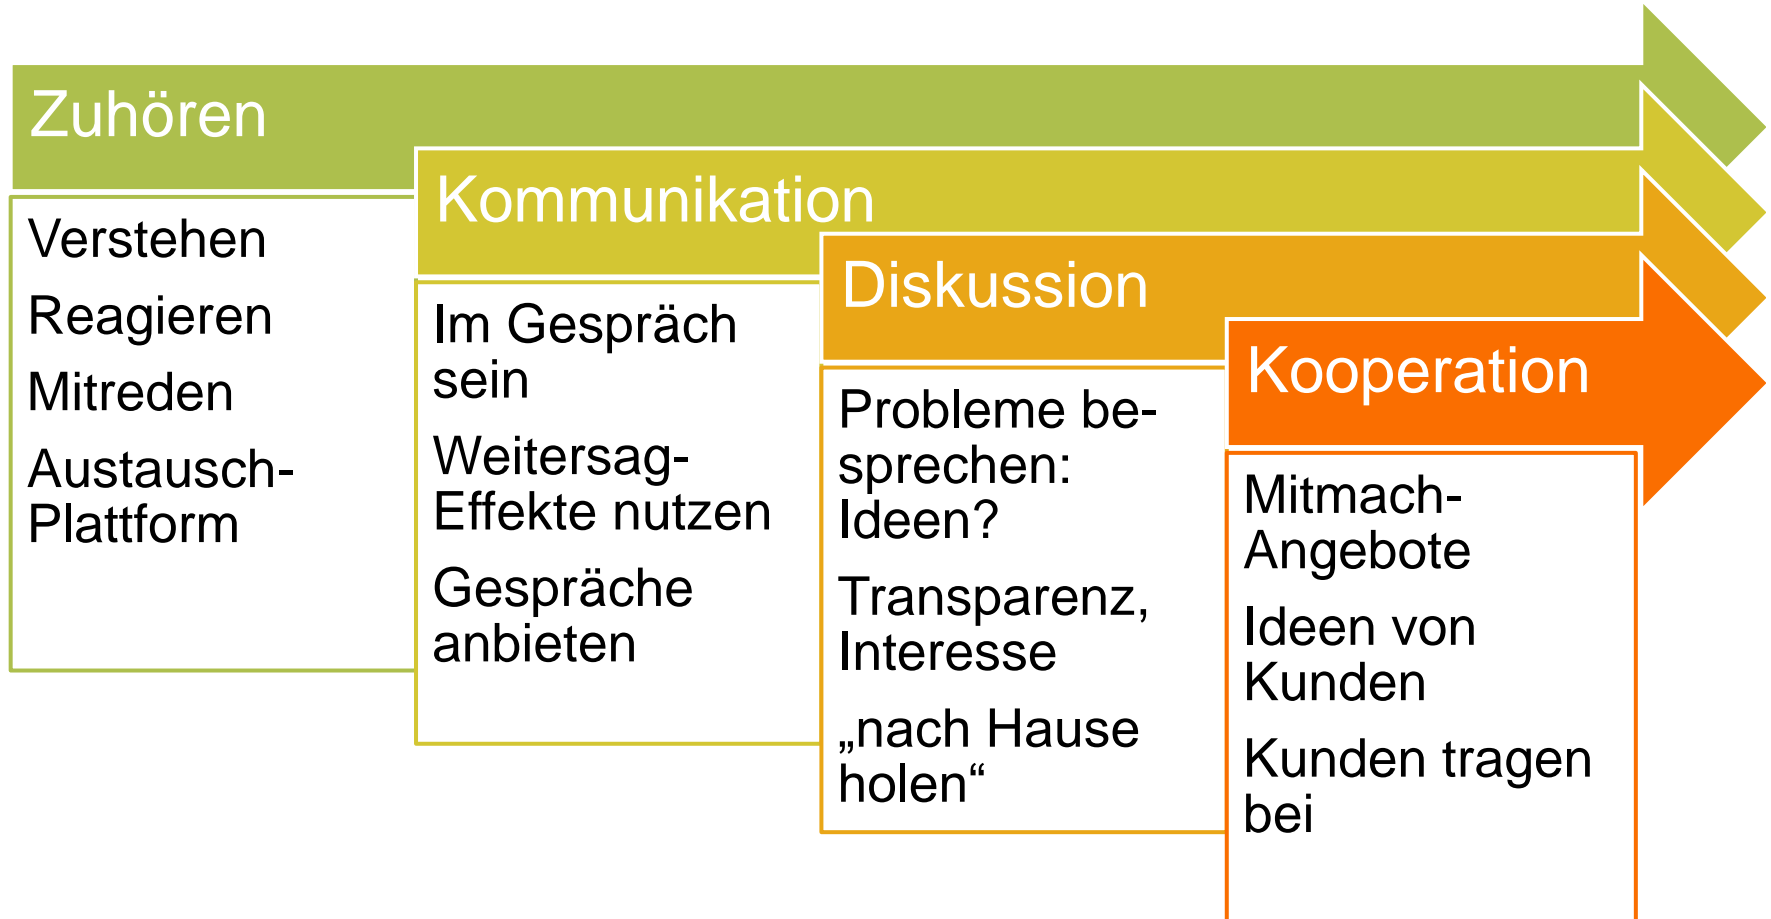 Zuhören
Verstehen
Reagieren
Mitreden
Austausch-
Plattform
Kommunikation
Im Gespräch
sein
Weitersag-
Effekte nutzen
Gespräche
anbieten
Diskussion
Probleme be-
sprechen:
Ideen?
Transparenz,
Interesse
„nach Hause
holen“
Kooperation
Mitmach-
Angebote
Ideen von
Kunden
Kunden tragen
bei